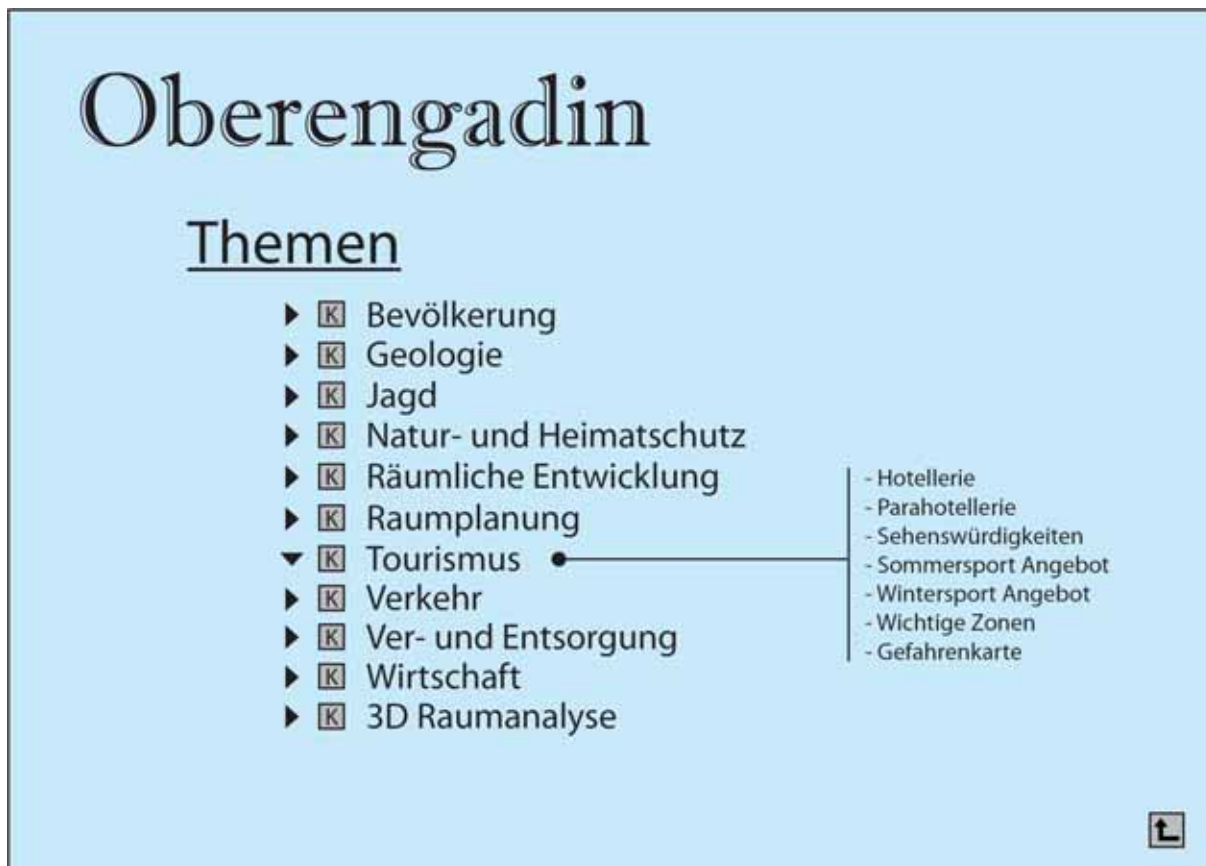 Oberengadin
Themen
K Bevölkerung
K Geologie
K Jagd
K Natur- und Heimatschutz
K Räumliche Entwicklung
K Raumplanung
K Tourismus
- Hotellerie
- Parahotellerie
- Sehenswürdigkeiten
- Sommersport Angebot
- Wintersport Angebot
- Wichtige Zonen
- Gefahrenkarte
K Verkehr
K Ver- und Entsorgung
K Wirtschaft
K 3D Raumanalyse